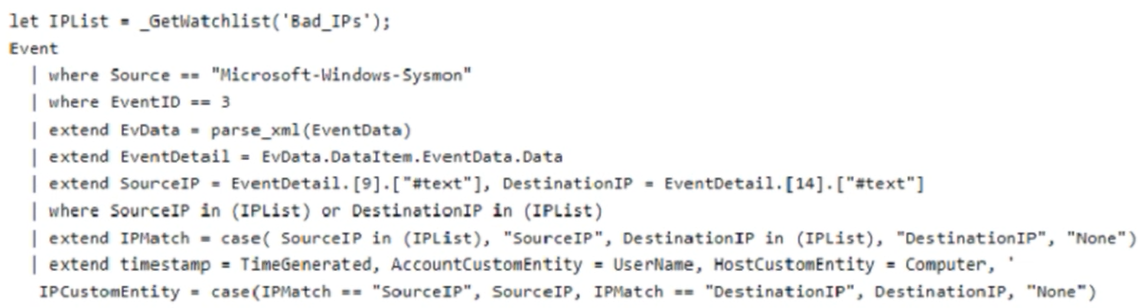 let IPList = _GetWatchlist('Bad_IPs');
Event
| where Source == "Microsoft-Windows-Sysmon"
| where EventID == 3
| extend EvData = parse_xml(EventData)
| extend EventDetail = EvData.DataItem.EventData.Data
| extend SourceIP = EventDetail.[9].["#text"], DestinationIP = EventDetail.[14].["#text"]
| where SourceIP in (IPList) or DestinationIP in (IPList)
| extend IPMatch = case( SourceIP in (IPList), "SourceIP", DestinationIP in (IPList), "DestinationIP", "None")
| extend timestamp = TimeGenerated, AccountCustomEntity = UserName, HostCustomEntity = Computer, '
IPCustomEntity = case(IPMatch == "SourceIP", SourceIP, IPMatch == "DestinationIP", DestinationIP, "None")